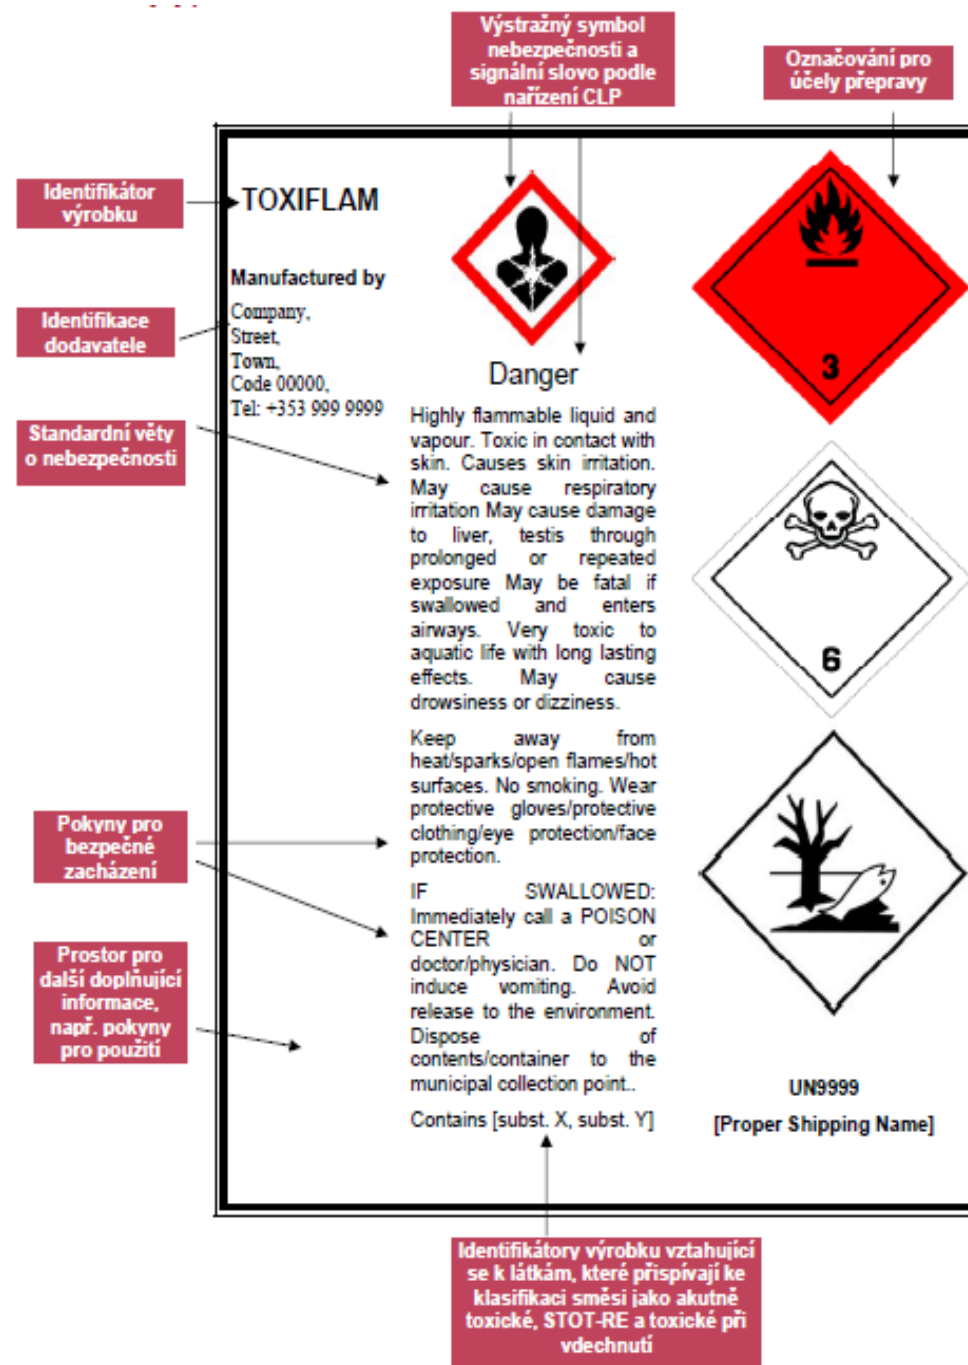 Výstražný symbol
nebezpečnosti a
signální slovo podle
nařízení CLP
Označování pro
účely přepravy
Identifikátor
výrobku
TOXIFLAM
Manufactured by
Identifikace
dodavatele
Company,
Street,
Town,
Code 00000,
Tel: +353 999 9999
3
Danger
Standardní věty
o nebezpečnosti
Highly flammable liquid and
vapour. Toxic in contact with
skin. Causes skin irritation.
May cause respiratory
irritation May cause damage
to liver, testis through
prolonged or repeated
exposure May be fatal if
swallowed and enters
airways. Very toxic to
aquatic life with long lasting
effects. May cause
drowsiness or dizziness.
6
Pokyny pro
bezpečné
zacházení
Keep away from
heat/sparks/open flames/hot
surfaces. No smoking. Wear
protective gloves/protective
clothing/eye protection/face
protection.
IF SWALLOWED:
Immediately call a POISON
CENTER or
doctor/physician. Do NOT
induce vomiting. Avoid
release to the environment.
Dispose of
contents/container to the
municipal collection point..
Prostor pro
další doplňující
informace,
např. pokyny
pro použití
Contains [subst. X, subst. Y]
UN9999
[Proper Shipping Name]
Identifikátory výrobku vztahující
se k látkám, které přispívají ke
klasifikaci směsi jako akutně
toxické, STOT-RE a toxické při
vdechnutí